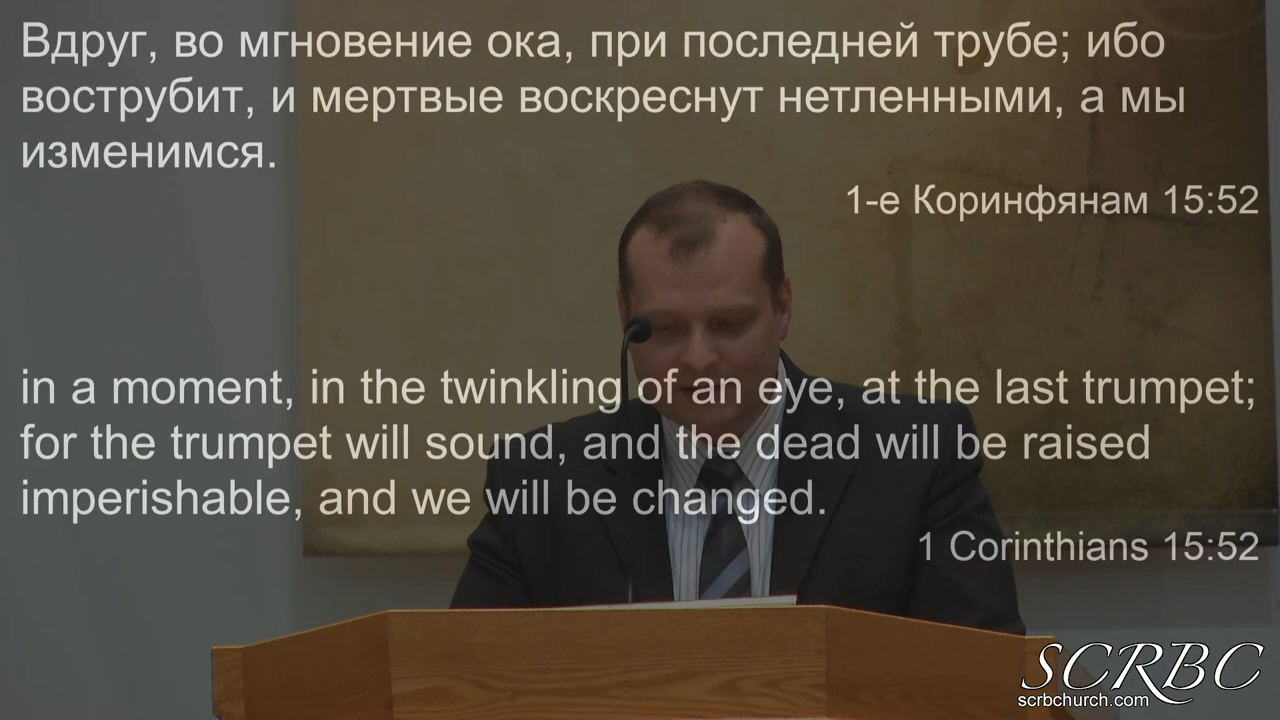 Вдруг, во мгновение ока, при последней трубе; ибо
вострубит, и мертвые воскреснут нетленными, а мы
изменимся.
1-е Коринфянам 15:52
in a moment, in the twinkling of an eye, at the last trumpet;
for the trumpet will sound, and the dead will be raised
imperishable, and we will be changed.
1 Corinthians 15:52
SCRBC
scrbchurch.com